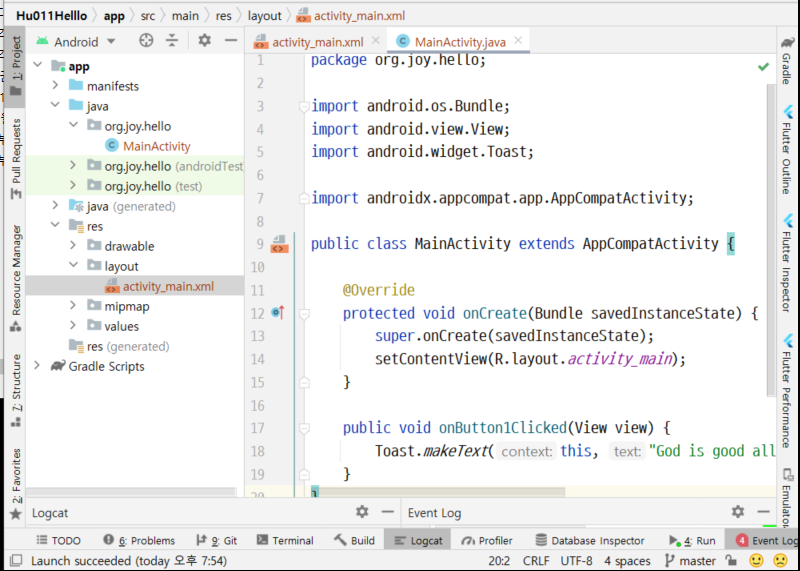 Hu011Helllo > app > src > main > res > layout > activity_main.xml
1: Project
Pull Requests
Resource Manager
7: Structure
2: Favorites
Android
app
manifests
java
org.joy.hello
MainActivity
org.joy.hello (androidTest
org.joy.hello (test)
java (generated)
res
drawable
layout
activity_main.xml
mipmap
values
res (generated)
Gradle Scripts
activity_main.xml
MainActivity.java
1 package org.joy.hello;
2
3 import android.os.Bundle;
4 import android.view.View;
5 import android.widget.Toast;
6
7 import androidx.appcompat.app.AppCompatActivity;
8
9 public class MainActivity extends AppCompatActivity {
10
11 @Override
12 protected void onCreate(Bundle savedInstanceState) {
13 super.onCreate(savedInstanceState);
14 setContentView(R.layout.activity_main);
15 }
16
17 public void onButton1Clicked(View view) {
18 Toast.makeText( context: this, text: "God is good all
19 }
20 }
Gradle
Flutter Outline
Flutter Inspector
Flutter Performance
Emulator
Logcat
Event Log
TODO
6: Problems
9: Git
Terminal
Build
Logcat
Profiler
Database Inspector
4: Run
4 Event Log
Launch succeeded (today 오후 7:54)
20:2 CRLF UTF-8 4 spaces master